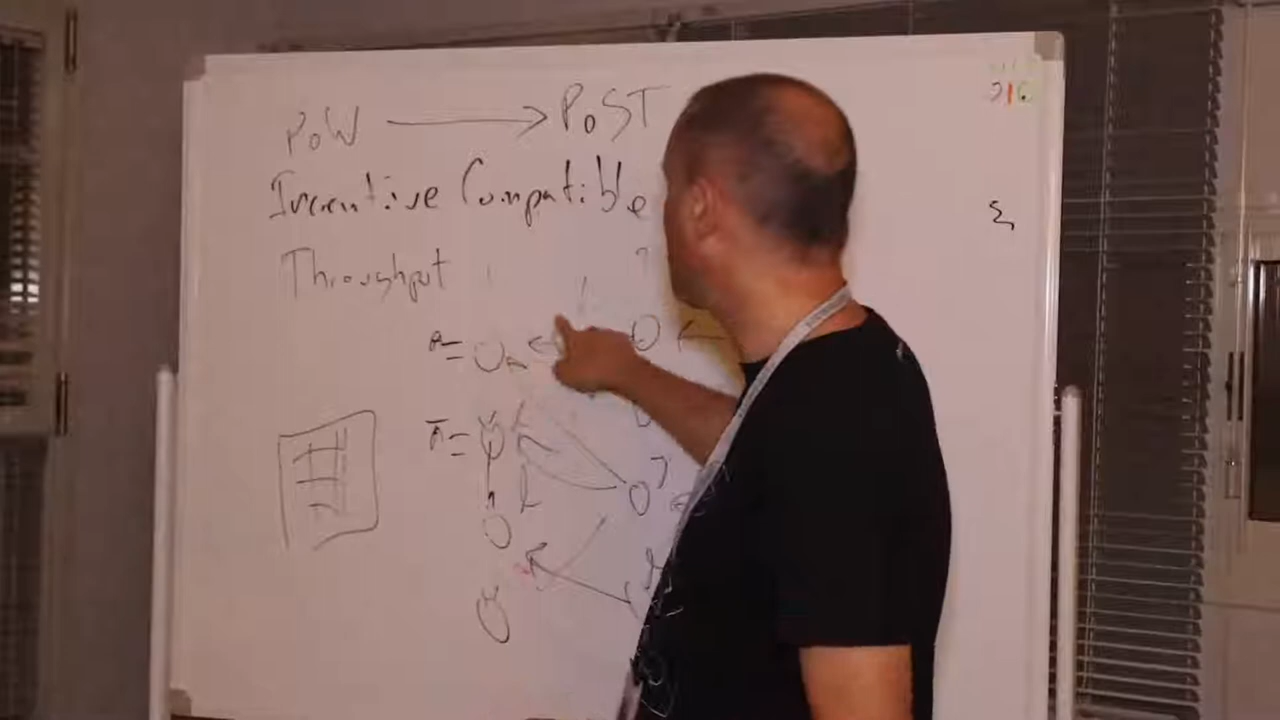 PoW → PoST
Incentive Compatible
Throughput
A =
Ā =